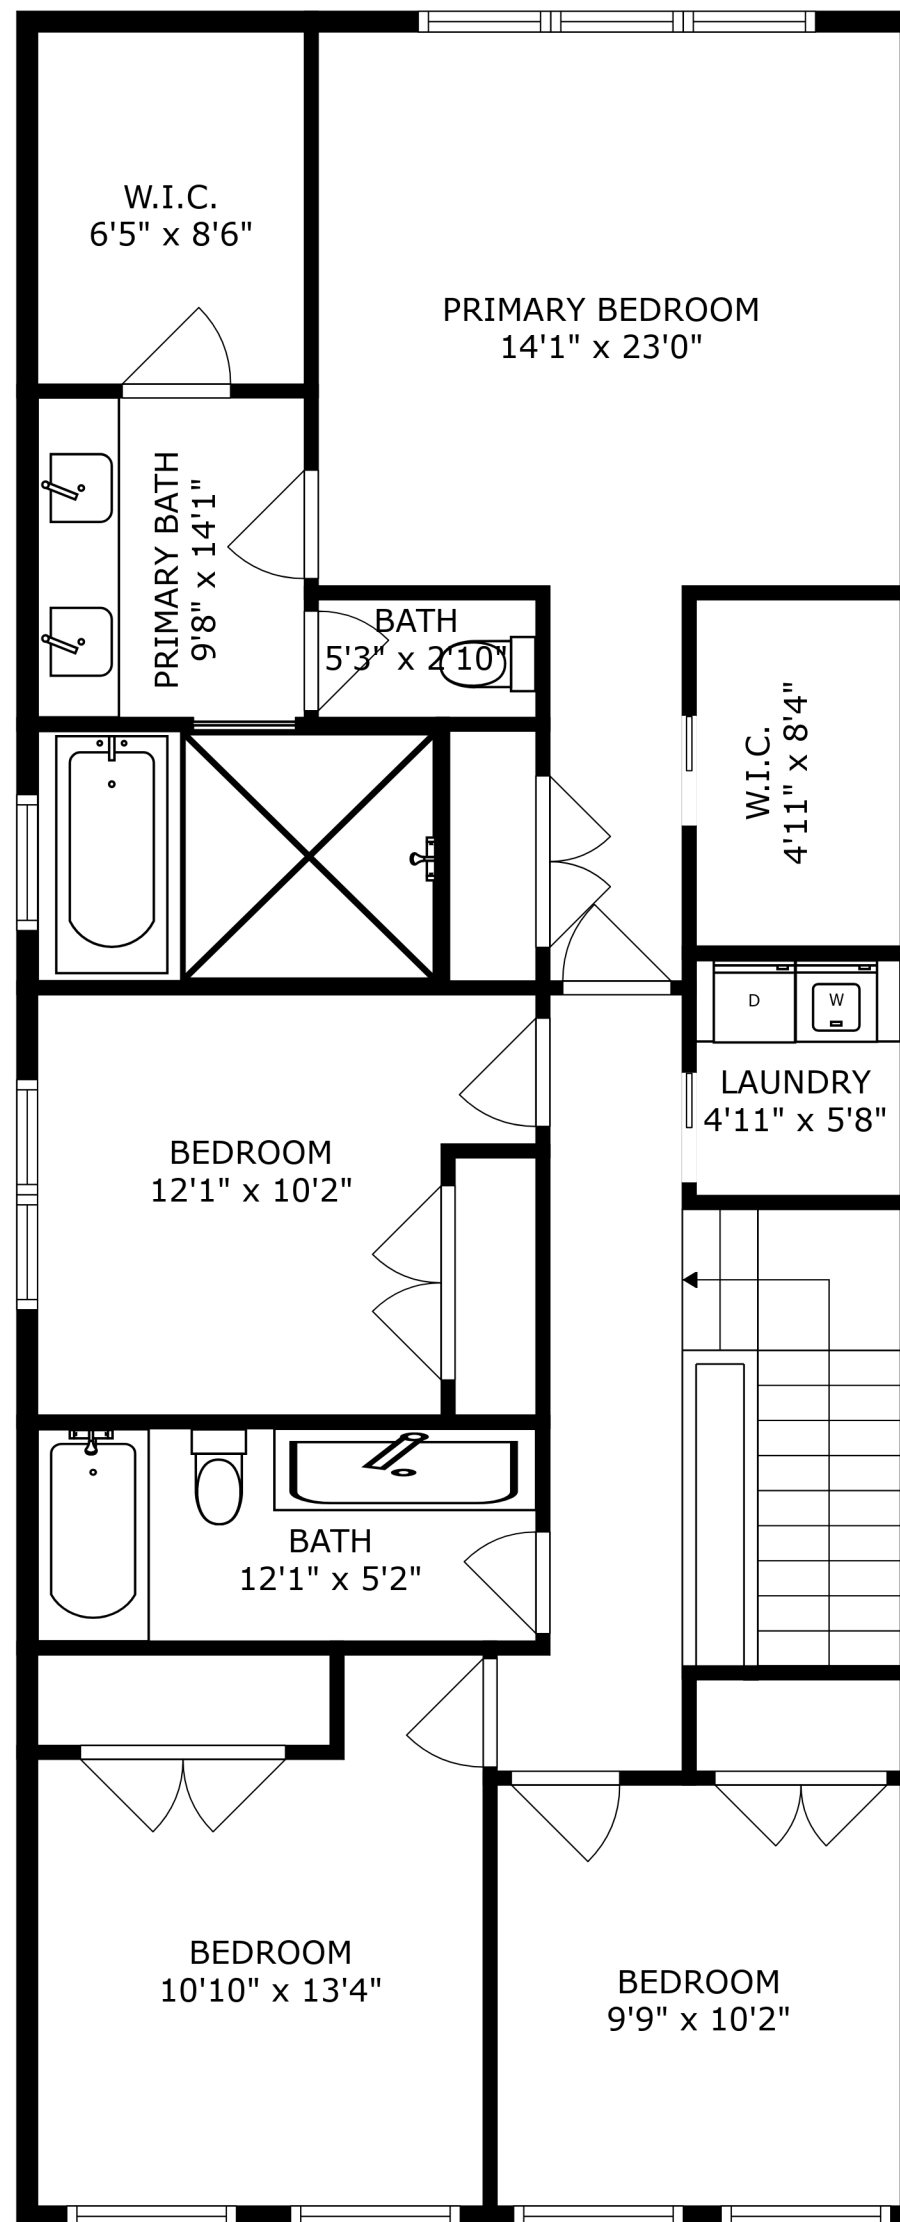 W.I.C.
6'5" x 8'6"
PRIMARY BEDROOM
14'1" x 23'0"
PRIMARY BATH
9'8" x 14'1"
BATH
5'3" x 2'10"
W.I.C.
4'11" x 8'4"
D
W
LAUNDRY
4'11" x 5'8"
BEDROOM
12'1" x 10'2"
BATH
12'1" x 5'2"
BEDROOM
10'10" x 13'4"
BEDROOM
9'9" x 10'2"